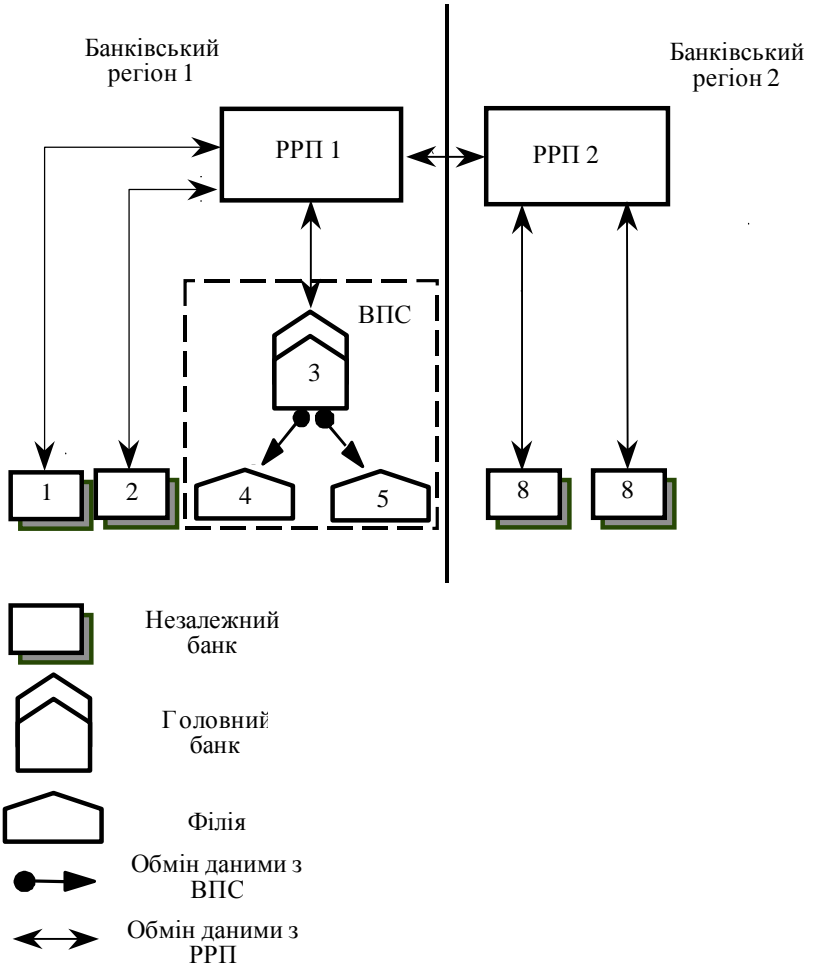 Банківський
регіон 1
Банківський
регіон 2
РРП 1
РРП 2
ВПС
3
1
2
4
5
8
8
Незалежний
банк
Головний
банк
Філія
Обмін даними з
ВПС
Обмін даними з
РРП